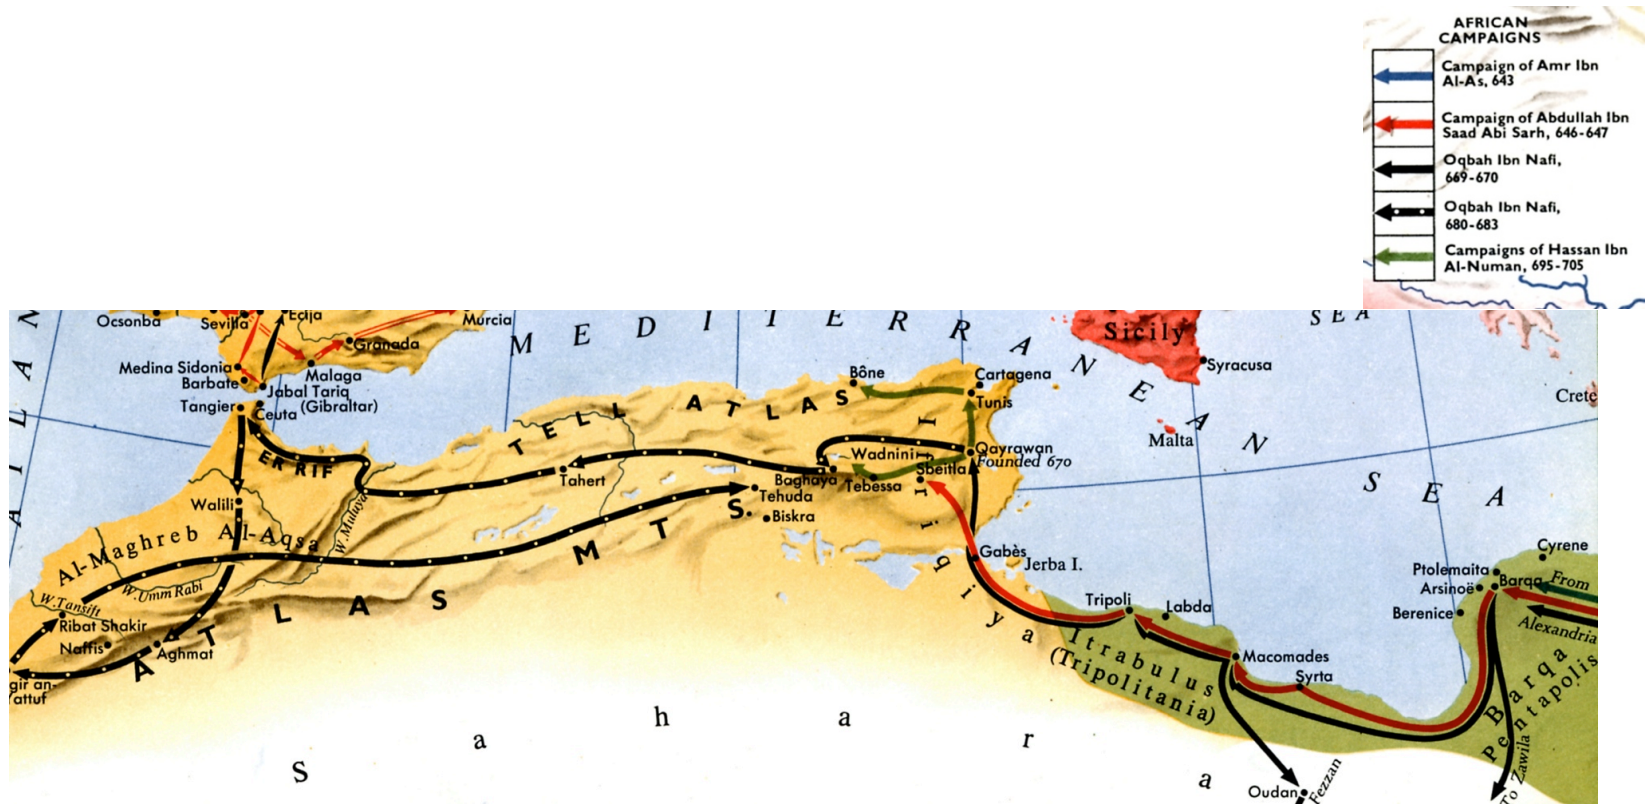 AFRICAN
CAMPAIGNS
Campaign of Amr Ibn
Al-As, 643
Campaign of Abdullah Ibn
Saad Abi Sarh, 646-647
Oqbah Ibn Nafi,
669-670
Oqbah Ibn Nafi,
680-683
Campaigns of Hassan Ibn
Al-Numan, 695-705
ATLAN
MEDITERRANEAN
SEA
SEA
Ocsonba
Sevilla
Ecija
Murcia
Granada
Medina Sidonia
Malaga
Barbate
Jabal Tariq
(Gibraltar)
Tangier
Ceuta
ER RIF
TELL ATLAS
Bône
Cartagena
Tunis
Sicily
Syracusa
Malta
Crete
Qayrawan
Founded 670
Wadnini
Sbeitla
Baghaya
Tebessa
Tahert
Tehuda
Biskra
Walili
W. Muluya
Al-Maghreb Al-Aqsa
W. Umm Rabi
W. Tansift
Ribat Shakir
Naffis
Aghmat
gir an-
attuf
ATLAS MTS.
Ifriqiya
Gabès
Jerba I.
Tripoli
Labda
Itrabulus
(Tripolitania)
Macomades
Syrta
Cyrene
Ptolemaita
Arsinoë
Barqa
Berenice
From
Alexandria
Barqa
Pentapolis
To Zawila
Oudan
Fezzan
Sahara